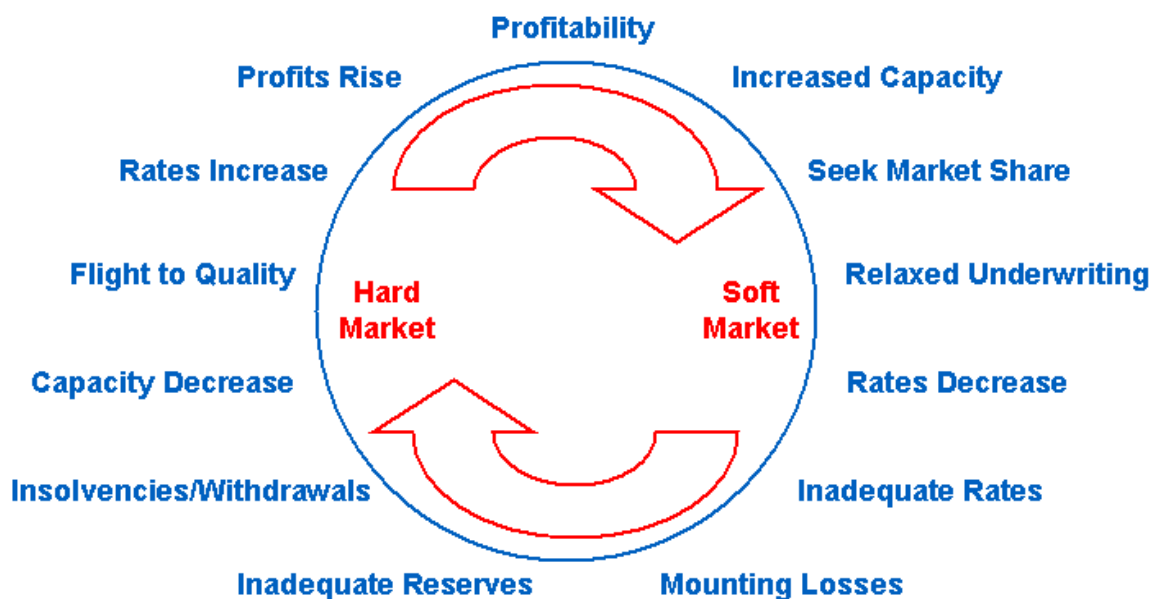 Profitability
Profits Rise
Increased Capacity
Rates Increase
Seek Market Share
Flight to Quality
Relaxed Underwriting
Hard
Market
Soft
Market
Capacity Decrease
Rates Decrease
Insolvencies/Withdrawals
Inadequate Rates
Inadequate Reserves
Mounting Losses